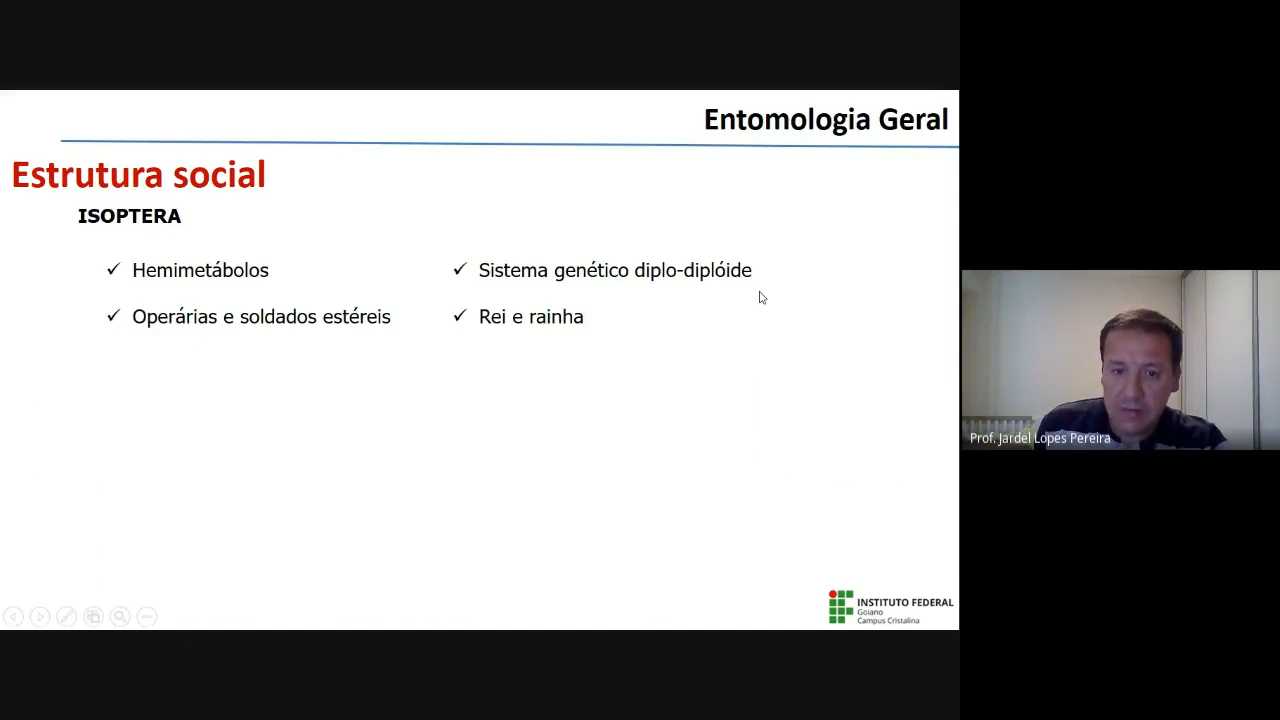 Entomologia Geral
Estrutura social
ISOPTERA
✓ Hemimetábolos
✓ Sistema genético diplo-diplóide
✓ Operárias e soldados estéreis
✓ Rei e rainha
Prof. Jardel Lopes Pereira
INSTITUTO FEDERAL
Goiano
Campus Cristalina